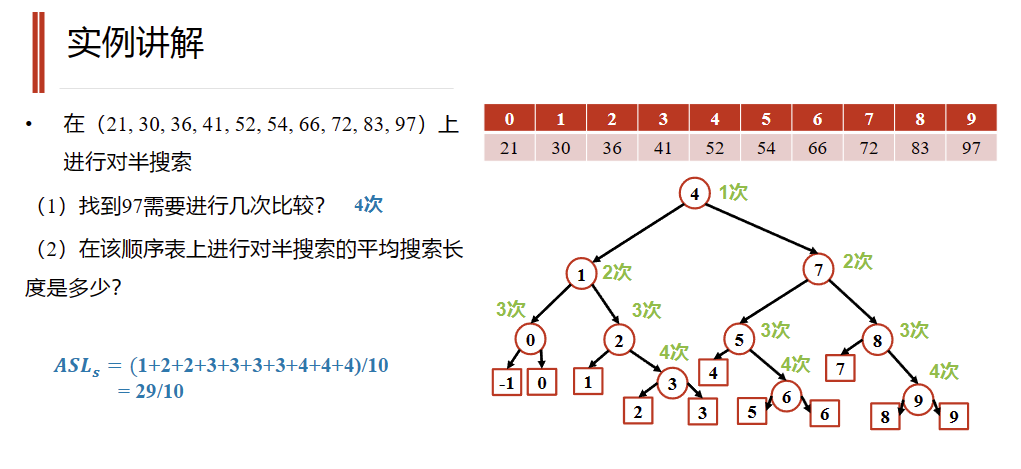 实例讲解
• 在（21, 30, 36, 41, 52, 54, 66, 72, 83, 97）上
进行对半搜索
（1）找到97需要进行几次比较？ 4次
（2）在该顺序表上进行对半搜索的平均搜索长
度是多少？
ASLₛ = (1+2+2+3+3+3+3+4+4+4)/10
= 29/10
0 1 2 3 4 5 6 7 8 9
21 30 36 41 52 54 66 72 83 97
4 1次
1 2次 7 2次
3次 3次 3次 3次
0 2 5 8
4次 4次 4次
-1 0 1 3 4 6 7 9
2 3 5 6 8 9